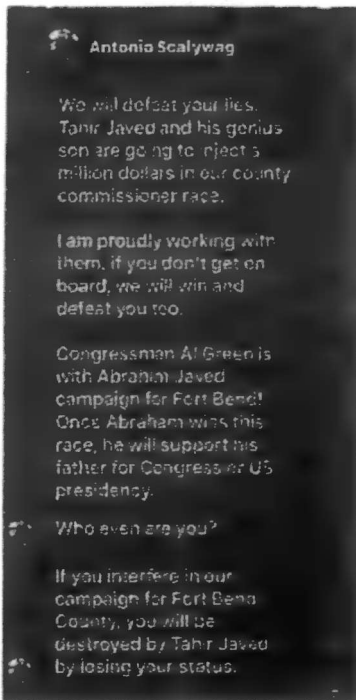 Antonio Scalywag
We will defeat your lies.
Tahir Javed and his genius
son are going to inject 5
million dollars in our county
commissioner race.
I am proudly working with
them. if you don't get on
board, we will win and
defeat you too.
Congressman Al Green is
with Abrahim Javed
campaign for Fort Bend!
Once Abraham wins this
race, he will support his
father for Congress or US
presidency.
Who even are you?
If you interfere in our
campaign for Fort Bend
County, you will be
destroyed by Tahir Javed
by losing your status.